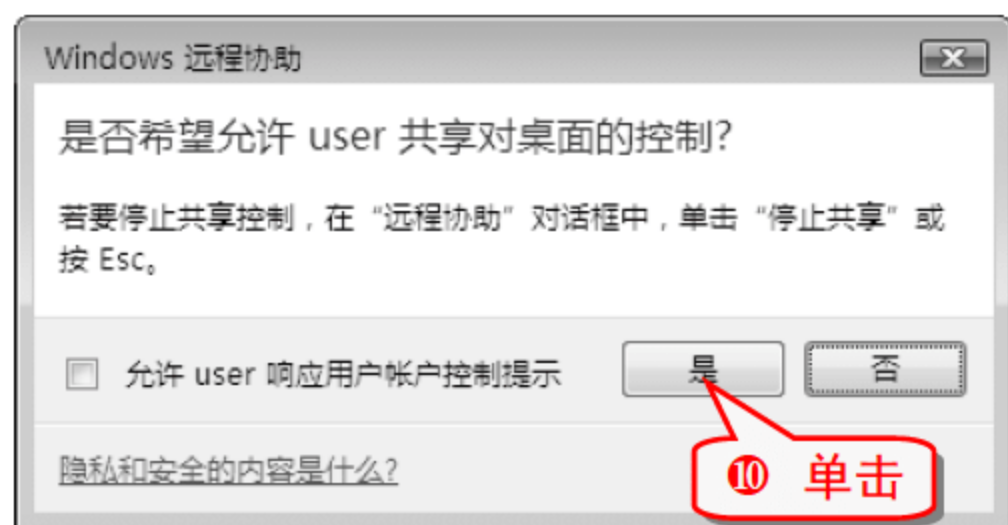 Windows 远程协助
是否希望允许 user 共享对桌面的控制?
若要停止共享控制，在“远程协助”对话框中，单击“停止共享”或
按 Esc。
允许 user 响应用户帐户控制提示
是
否
隐私和安全的内容是什么?
❿ 单击